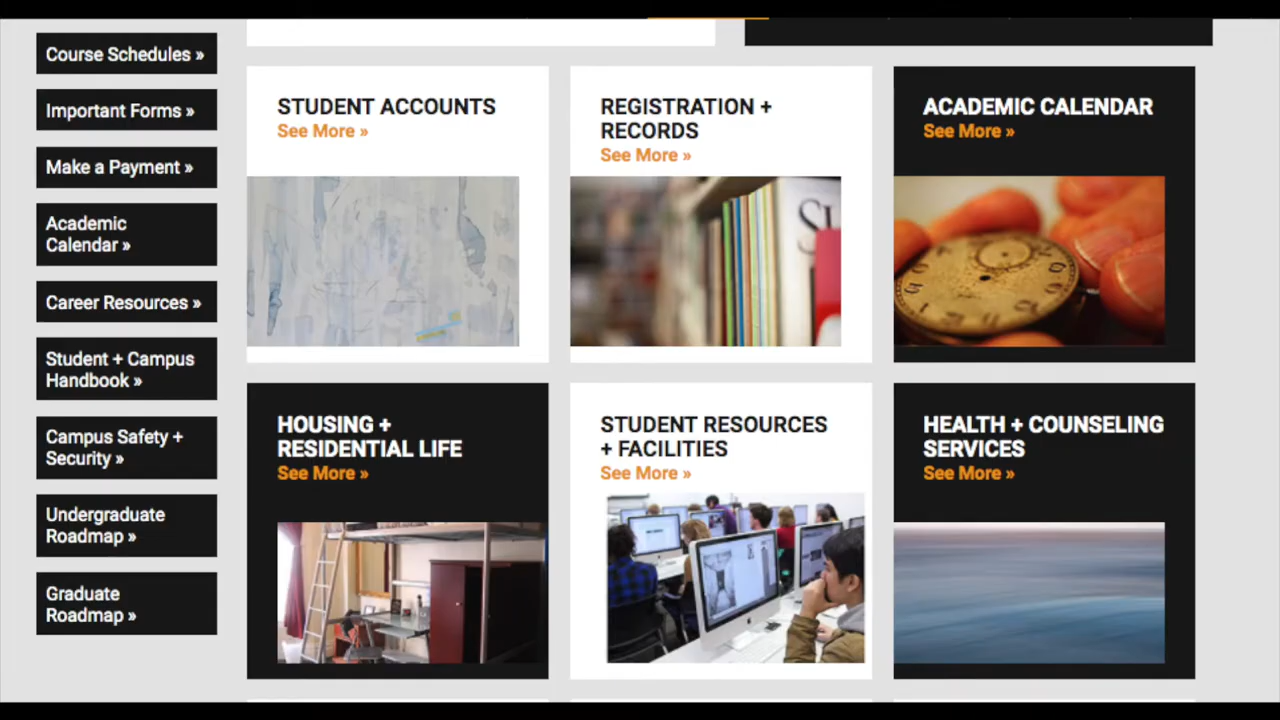 Course Schedules »
Important Forms »
Make a Payment »
Academic
Calendar »
Career Resources »
Student + Campus
Handbook »
Campus Safety +
Security »
Undergraduate
Roadmap »
Graduate
Roadmap »
STUDENT ACCOUNTS
See More »
REGISTRATION +
RECORDS
See More »
ACADEMIC CALENDAR
See More »
HOUSING +
RESIDENTIAL LIFE
See More »
STUDENT RESOURCES
+ FACILITIES
See More »
HEALTH + COUNSELING
SERVICES
See More »